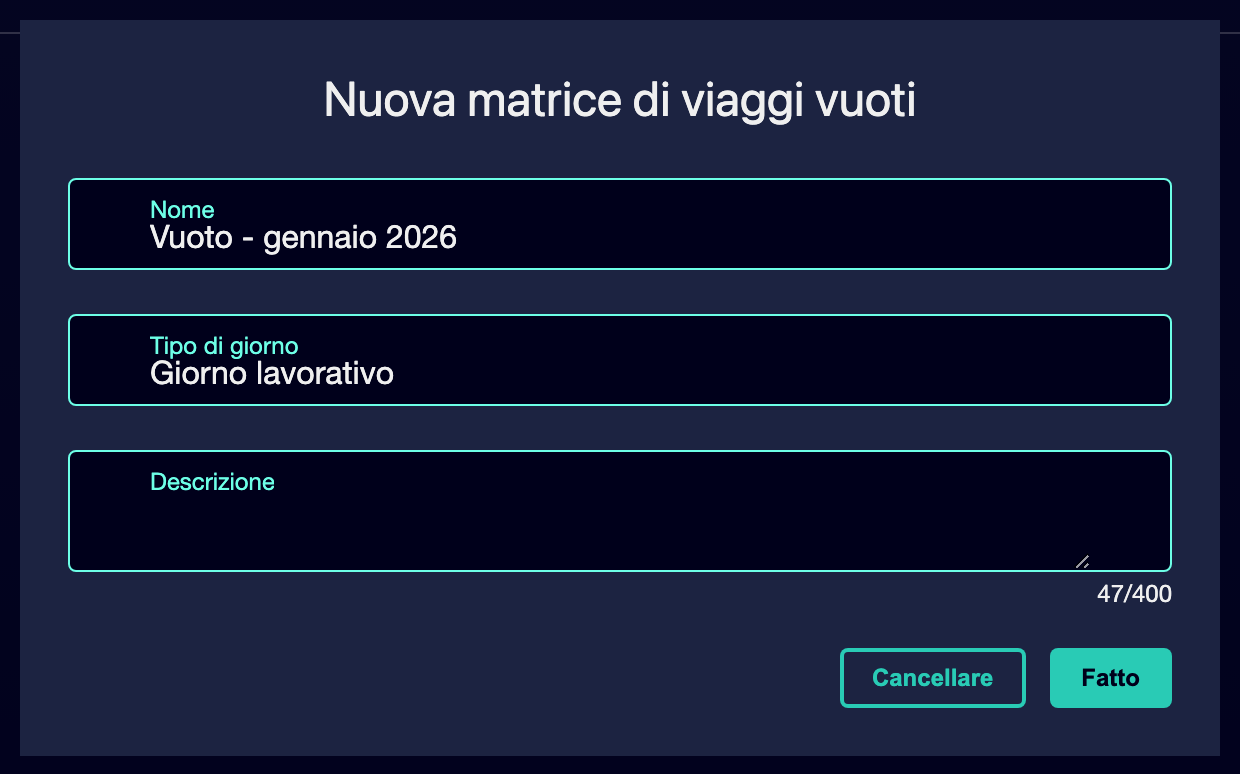 Nuova matrice di viaggi vuoti
Nome
Vuoto - gennaio 2026
Tipo di giorno
Giorno lavorativo
Descrizione
47/400
Cancellare
Fatto